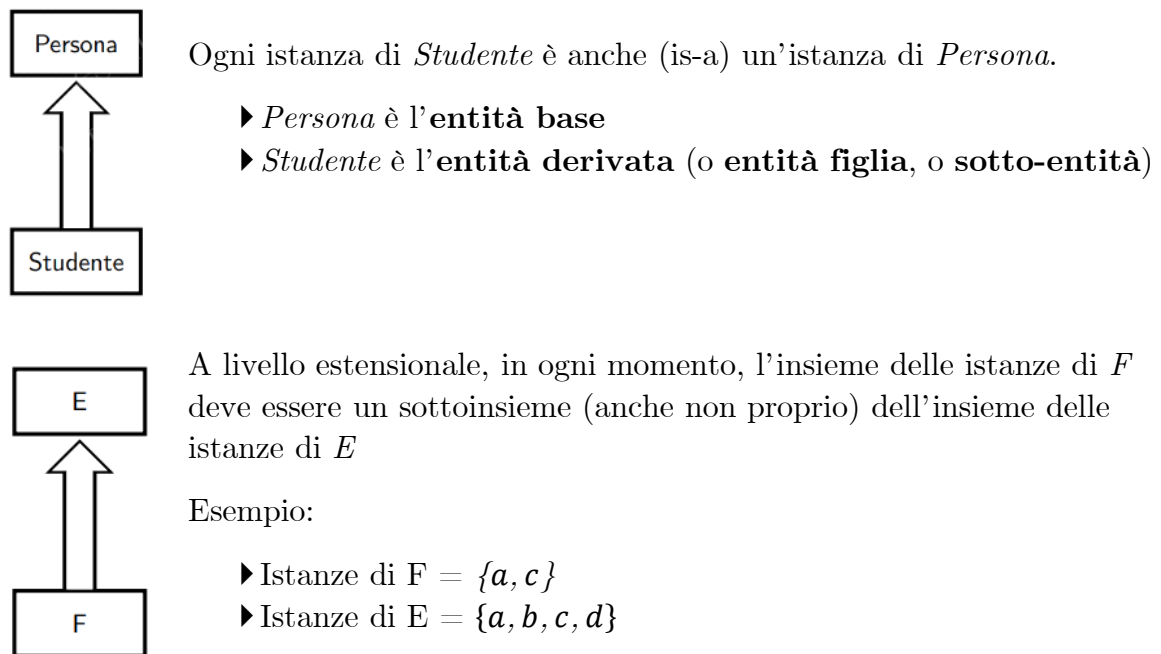 Persona
Ogni istanza di Studente è anche (is-a) un'istanza di Persona.
Persona è l'entità base
Studente è l'entità derivata (o entità figlia, o sotto-entità)
Studente
E
A livello estensionale, in ogni momento, l'insieme delle istanze di F
deve essere un sottoinsieme (anche non proprio) dell'insieme delle
istanze di E
Esempio:
Istanze di F = {a, c}
Istanze di E = {a, b, c, d}
F